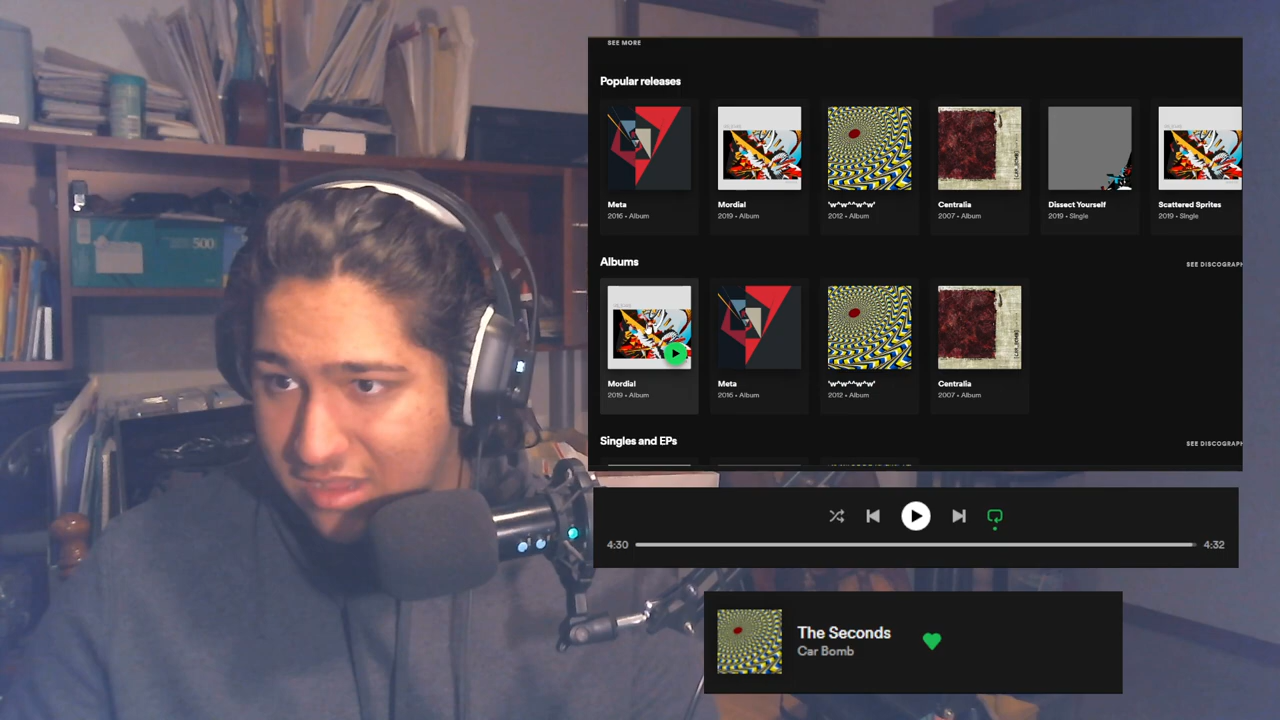 SEE MORE
Popular releases
Meta
2016 • Album
Mordial
2019 • Album
'w^w^^w^w'
2012 • Album
Centralia
2007 • Album
Dissect Yourself
2019 • Single
Scattered Sprites
2019 • Single
Albums
SEE DISCOGRAPH
Mordial
2019 • Album
Meta
2016 • Album
'w^w^^w^w'
2012 • Album
Centralia
2007 • Album
Singles and EPs
SEE DISCOGRAPH
4:30
4:32
The Seconds
Car Bomb
500